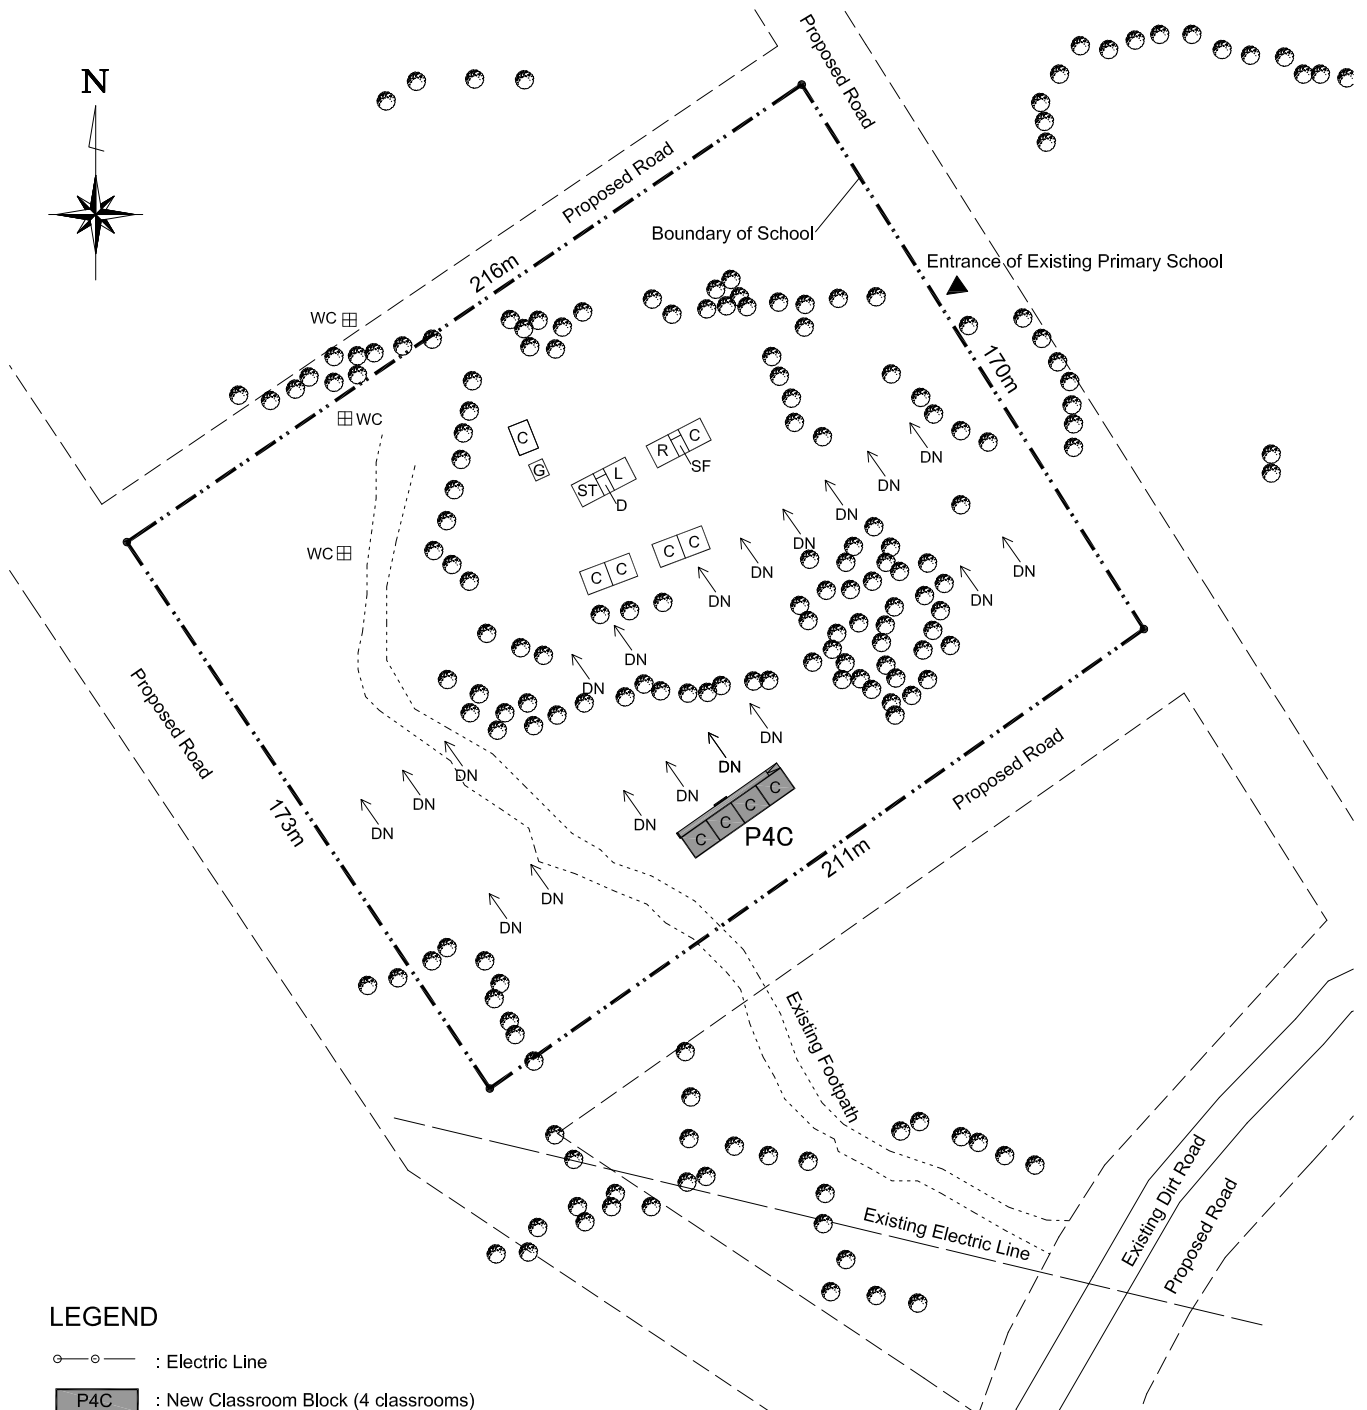 N
Proposed Road
Proposed Road
Boundary of School
216m
Entrance of Existing Primary School
WC
170m
WC
C
R
C
SF
G
ST
L
D
DN
DN
DN
DN
DN
DN
DN
DN
WC
C
C
C
C
DN
DN
DN
DN
DN
DN
DN
DN
DN
DN
DN
DN
DN
Proposed Road
Proposed Road
173m
C
C
C
C
P4C
211m
Existing Footpath
Existing Electric Line
Existing Dirt Road
Proposed Road
LEGEND
: Electric Line
P4C : New Classroom Block (4 classrooms)